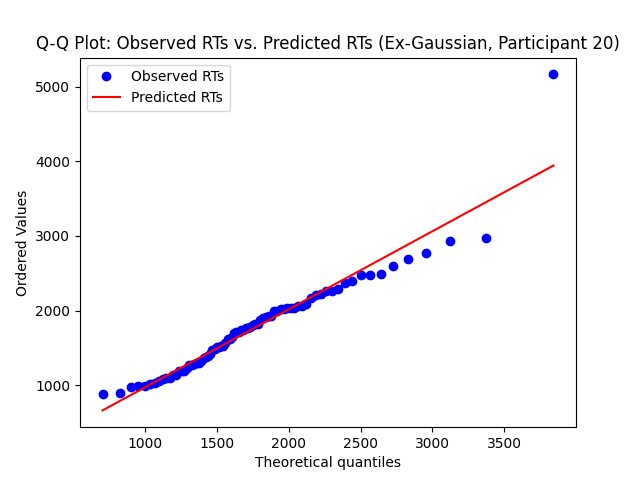 Q-Q Plot: Observed RTs vs. Predicted RTs (Ex-Gaussian, Participant 20)
Observed RTs
Predicted RTs
5000
4000
3000
2000
1000
Ordered Values
1000 1500 2000 2500 3000 3500
Theoretical quantiles